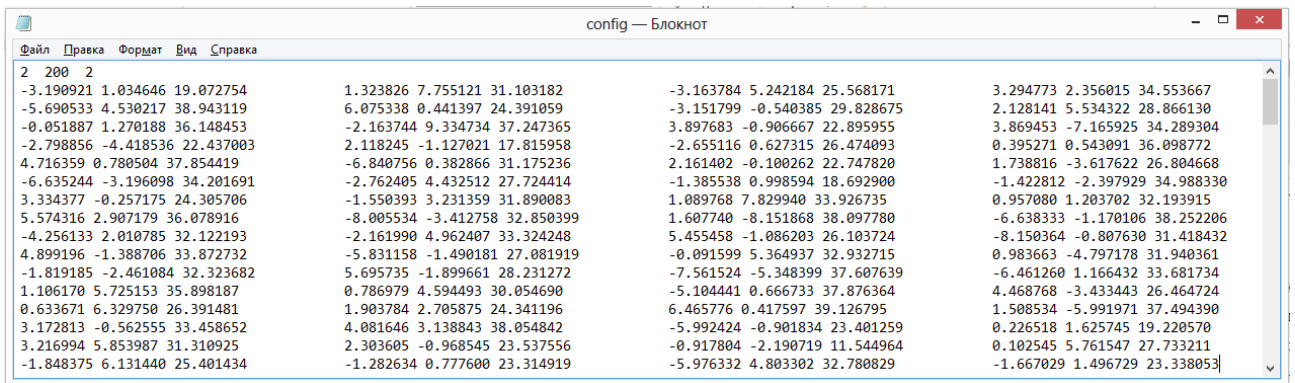 config — Блокнот
Файл Правка Формат Вид Справка
2 200 2
-3.190921 1.034646 19.072754 1.323826 7.755121 31.103182 -3.163784 5.242184 25.568171 3.294773 2.356015 34.553667
-5.690533 4.530217 38.943119 6.075338 0.441397 24.391059 -3.151799 -0.540385 29.828675 2.128141 5.534322 28.866130
-0.051887 1.270188 36.148453 -2.163744 9.334734 37.247365 3.897683 -0.906667 22.895955 3.869453 -7.165925 34.289304
-2.798856 -4.418536 22.437003 2.118245 -1.127021 17.815958 -2.655116 0.627315 26.474093 0.395271 0.543091 36.098772
4.716359 0.780504 37.854419 -6.840756 0.382866 31.175236 2.161402 -0.100262 22.747820 1.738816 -3.617622 26.804668
-6.635244 -3.196098 34.201691 -2.762405 4.432512 27.724414 -1.385538 0.998594 18.692900 -1.422812 -2.397929 34.988330
3.334377 -0.257175 24.305706 -1.550393 3.231359 31.890083 1.089768 7.829940 33.926735 0.957080 1.203702 32.193915
5.574316 2.907179 36.078916 -8.005534 -3.412758 32.850399 1.607740 -8.151868 38.097780 -6.638333 -1.170106 38.252206
-4.256133 2.010785 32.122193 -2.161990 4.962407 33.324248 5.455458 -1.086203 26.103724 -8.150364 -0.807630 31.418432
4.899196 -1.388706 33.872732 -5.831158 -1.490181 27.081919 -0.091599 5.364937 32.932715 0.983663 -4.797178 31.940361
-1.819185 -2.461084 32.323682 5.695735 -1.899661 28.231272 -7.561524 -5.348399 37.607639 -6.461260 1.166432 33.681734
1.106170 5.725153 35.898187 0.786979 4.594493 30.054690 -5.104441 0.666733 37.876364 4.468768 -3.433443 26.464724
0.633671 6.329750 26.391481 1.903784 2.705875 24.341196 6.465776 0.417597 39.126795 1.508534 -5.991971 37.494390
3.172813 -0.562555 33.458652 4.081646 3.138843 38.054842 -5.992424 -0.901834 23.401259 0.226518 1.625745 19.220570
3.216994 5.853987 31.310925 2.303605 -0.968545 23.537556 -0.917804 -2.190719 11.544964 0.102545 5.761547 27.733211
-1.848375 6.131440 25.401434 -1.282634 0.777600 23.314919 -5.976332 4.803302 32.780829 -1.667029 1.496729 23.338053